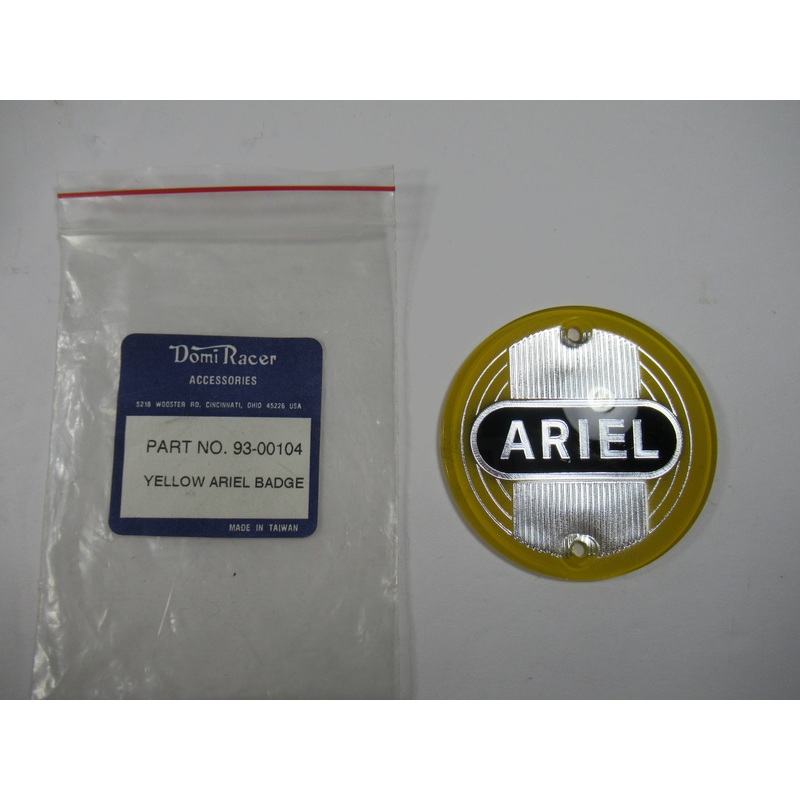 Domi Racer
ACCESSORIES
5218 WOOSTER RD. CINCINNATI, OHIO 45226 USA
PART NO. 93-00104
YELLOW ARIEL BADGE
MADE IN TAIWAN
ARIEL